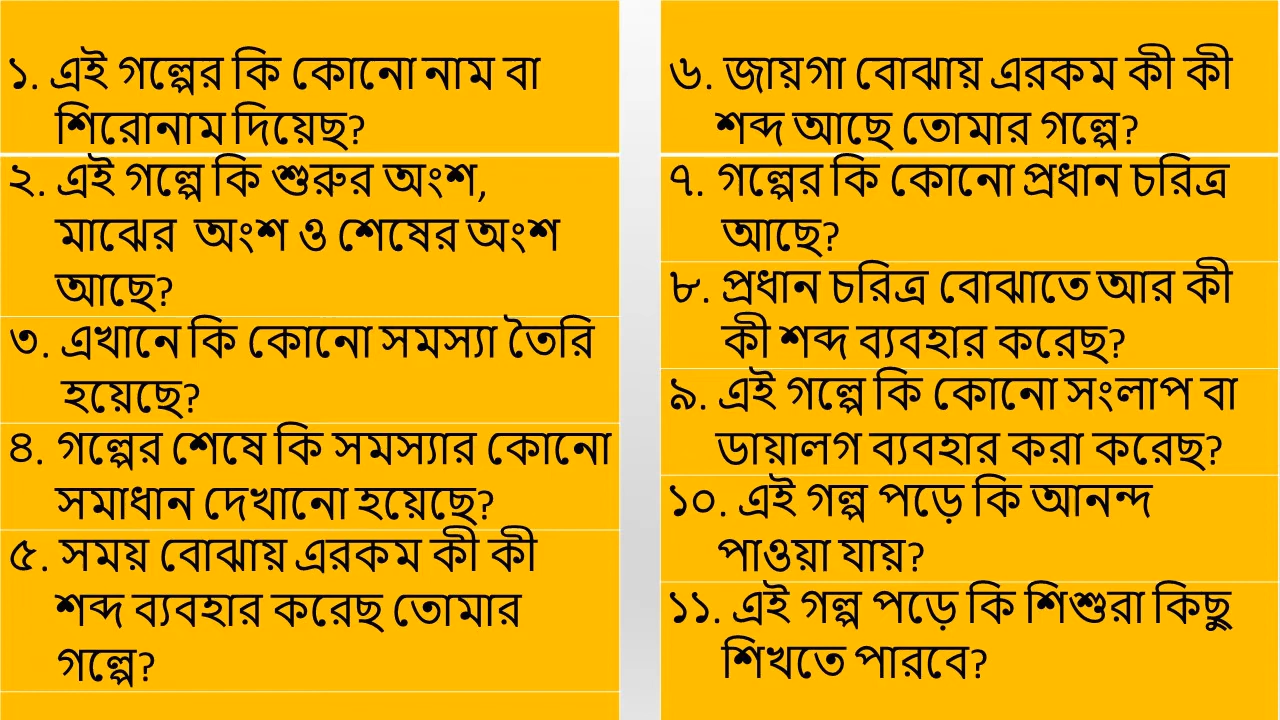 ১. এই গল্পের কি কোনো নাম বা
শিরোনাম দিয়েছ?
২. এই গল্পে কি শুরুর অংশ,
মাঝের অংশ ও শেষের অংশ
আছে?
৩. এখানে কি কোনো সমস্যা তৈরি
হয়েছে?
৪. গল্পের শেষে কি সমস্যার কোনো
সমাধান দেখানো হয়েছে?
৫. সময় বোঝায় এরকম কী কী
শব্দ ব্যবহার করেছ তোমার
গল্পে?
৬. জায়গা বোঝায় এরকম কী কী
শব্দ আছে তোমার গল্পে?
৭. গল্পের কি কোনো প্রধান চরিত্র
আছে?
৮. প্রধান চরিত্র বোঝাতে আর কী
কী শব্দ ব্যবহার করেছ?
৯. এই গল্পে কি কোনো সংলাপ বা
ডায়ালগ ব্যবহার করা করেছ?
১০. এই গল্প পড়ে কি আনন্দ
পাওয়া যায়?
১১. এই গল্প পড়ে কি শিশুরা কিছু
শিখতে পারবে?